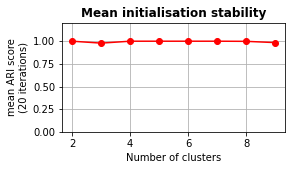 Mean initialisation stability
mean ARI score
(20 iterations)
1.00
0.75
0.50
0.25
0.00
2
4
6
8
Number of clusters